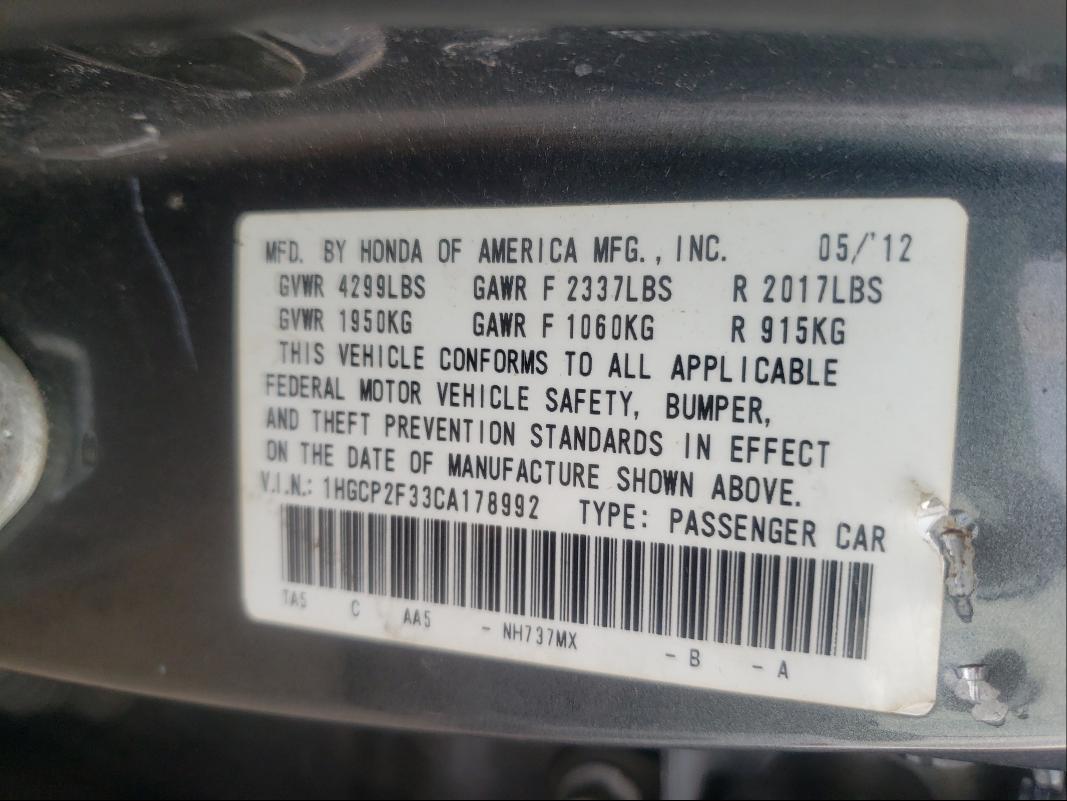 MFD. BY HONDA OF AMERICA MFG., INC. 05/'12
GVWR 4299LBS GAWR F 2337LBS R 2017LBS
GVWR 1950KG GAWR F 1060KG R 915KG
THIS VEHICLE CONFORMS TO ALL APPLICABLE
FEDERAL MOTOR VEHICLE SAFETY, BUMPER,
AND THEFT PREVENTION STANDARDS IN EFFECT
ON THE DATE OF MANUFACTURE SHOWN ABOVE.
V.I.N.: 1HGCP2F33CA178992 TYPE: PASSENGER CAR
TA5 C AA5 - NH737MX - B - A